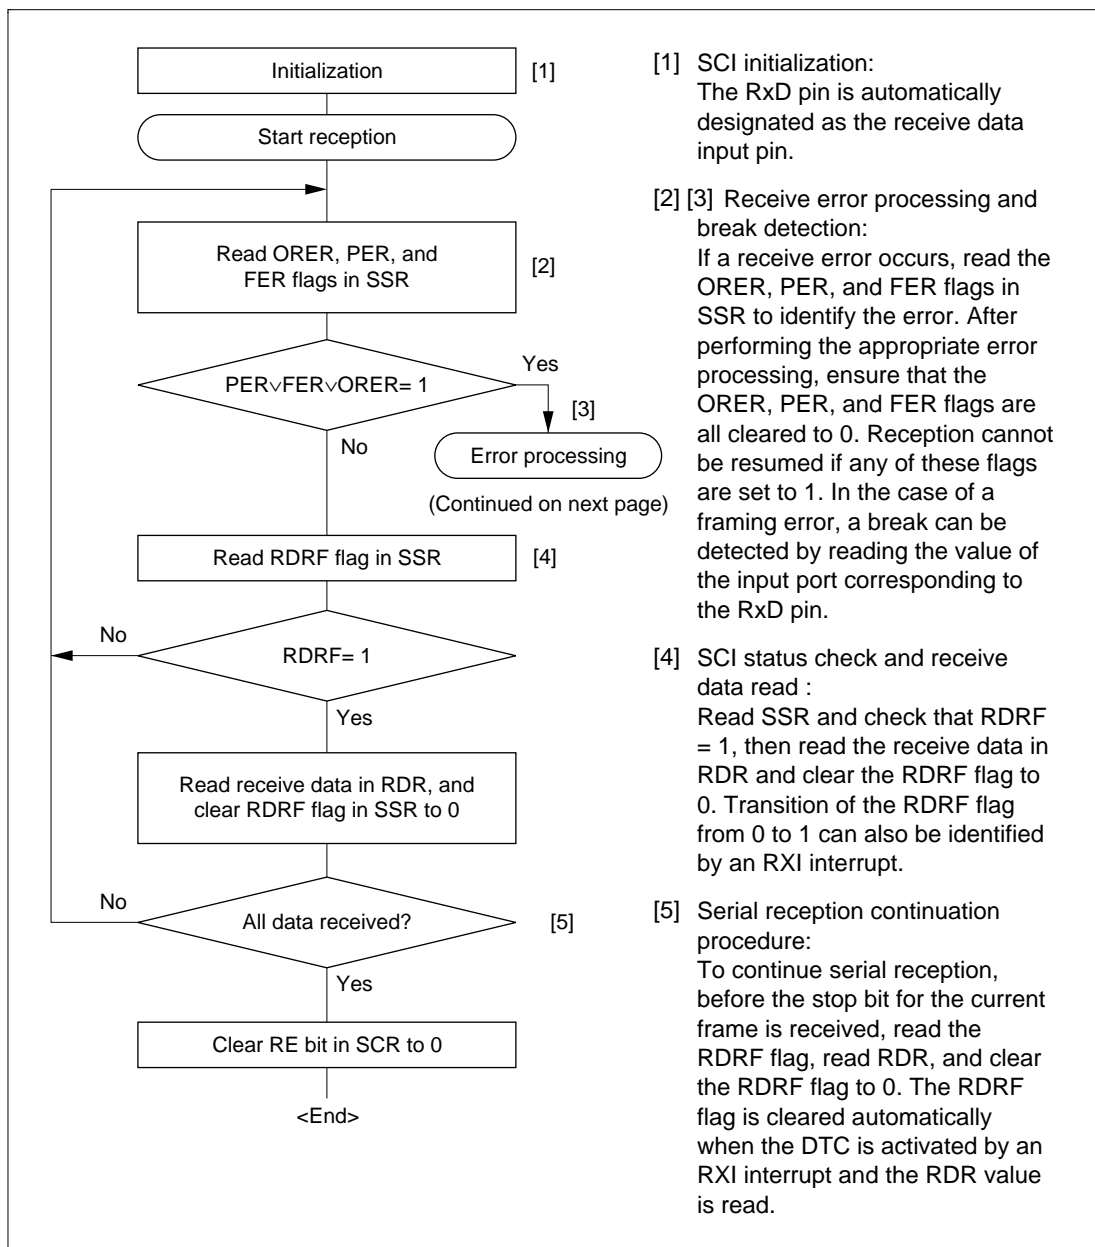 Initialization
[1]
Start reception
Read ORER, PER, and
FER flags in SSR
[2]
PER∨FER∨ORER= 1
Yes
[3]
No
Error processing
(Continued on next page)
Read RDRF flag in SSR
[4]
No
RDRF= 1
Yes
Read receive data in RDR, and
clear RDRF flag in SSR to 0
No
All data received?
[5]
Yes
Clear RE bit in SCR to 0
<End>
[1] SCI initialization:
The RxD pin is automatically
designated as the receive data
input pin.
[2] [3] Receive error processing and
break detection:
If a receive error occurs, read the
ORER, PER, and FER flags in
SSR to identify the error. After
performing the appropriate error
processing, ensure that the
ORER, PER, and FER flags are
all cleared to 0. Reception cannot
be resumed if any of these flags
are set to 1. In the case of a
framing error, a break can be
detected by reading the value of
the input port corresponding to
the RxD pin.
[4] SCI status check and receive
data read :
Read SSR and check that RDRF
= 1, then read the receive data in
RDR and clear the RDRF flag to
0. Transition of the RDRF flag
from 0 to 1 can also be identified
by an RXI interrupt.
[5] Serial reception continuation
procedure:
To continue serial reception,
before the stop bit for the current
frame is received, read the
RDRF flag, read RDR, and clear
the RDRF flag to 0. The RDRF
flag is cleared automatically
when the DTC is activated by an
RXI interrupt and the RDR value
is read.